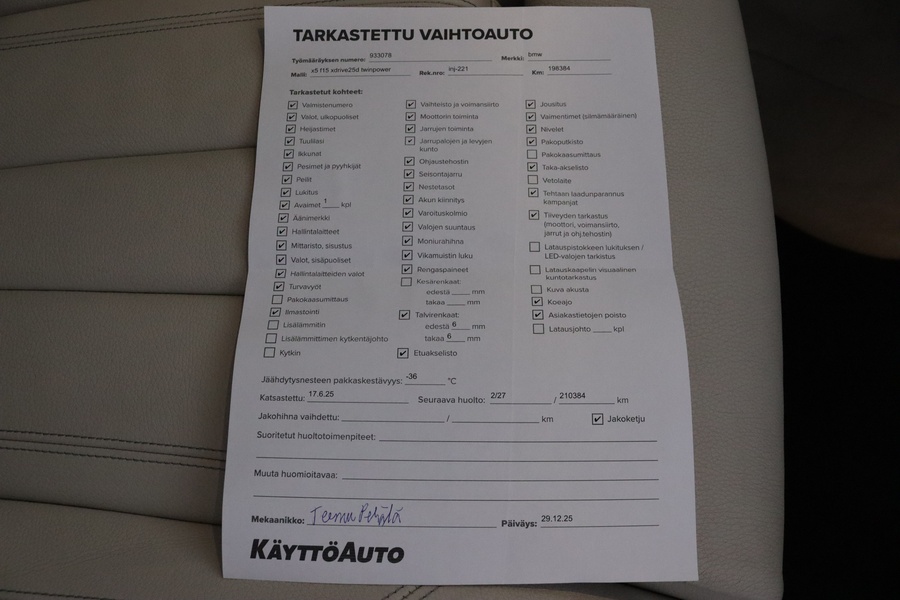 TARKASTETTU VAIHTOAUTO
Työmääräyksen numero: 933078 Merkki: bmw
Malli: x5 f15 xdrive25d twinpower Rek.nro: inj-221 Km: 198384
Tarkastetut kohteet:
Valmistenumero
Valot, ulkopuoliset
Heijastimet
Tuulilasi
Ikkunat
Pesimet ja pyyhkijät
Peilit
Lukitus
Avaimet 1 kpl
Äänimerkki
Hallintalaitteet
Mittaristo, sisustus
Valot, sisäpuoliset
Hallintalaitteiden valot
Turvavyöt
Pakokaasumittaus
Ilmastointi
Lisälämmitin
Lisälämmittimen kytkentäjohto
Kytkin
Vaihteisto ja voimansiirto
Moottorin toiminta
Jarrujen toiminta
Jarrupalojen ja levyjen
kunto
Ohjaustehostin
Seisontajarru
Nestetasot
Akun kiinnitys
Varoituskolmio
Valojen suuntaus
Moniurahihna
Vikamuistin luku
Rengaspaineet
Kesärenkaat:
edestä ____ mm
takaa ____ mm
Talvirenkaat:
edestä 6 mm
takaa 6 mm
Etuakselisto
Jousitus
Vaimentimet (silmämääräinen)
Nivelet
Pakoputkisto
Pakokaasumittaus
Taka-akselisto
Vetolaite
Tehtaan laadunparannus
kampanjat
Tiiveyden tarkastus
(moottori, voimansiirto,
jarrut ja ohj.tehostin)
Latauspistokkeen lukituksen /
LED-valojen tarkistus
Latauskaapelin visuaalinen
kuntotarkastus
Kuva akusta
Koeajo
Asiakastietojen poisto
Latausjohto ____ kpl
Jäähdytysnesteen pakkaskestävyys: -36 °C
Katsastettu: 17.6.25 Seuraava huolto: 2/27 / 210384 km
Jakohihna vaihdettu: ____ / ____ km Jakoketju
Suoritetut huoltotoimenpiteet:
Muuta huomioitavaa:
Mekaanikko: Teemu Perälä Päiväys: 29.12.25
KÄYTTÖAUTO